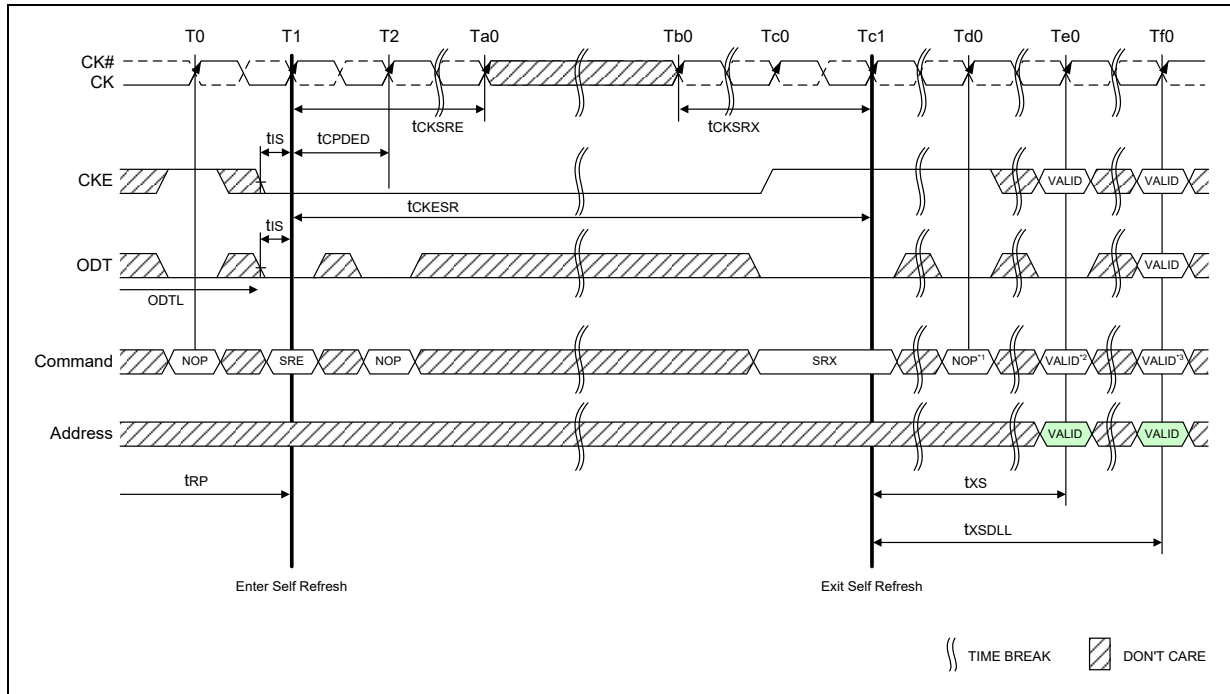 T0 T1 T2 Ta0 Tb0 Tc0 Tc1 Td0 Te0 Tf0
CK#
CK
tCKSRE tCKSRX
tIS tCPDED
CKE VALID VALID
tCKESR
tIS
ODT VALID
ODTL
Command NOP SRE NOP SRX NOP*1 VALID*2 VALID*3
Address VALID VALID
tRP tXS
tXSDLL
Enter Self Refresh Exit Self Refresh
TIME BREAK DON'T CARE